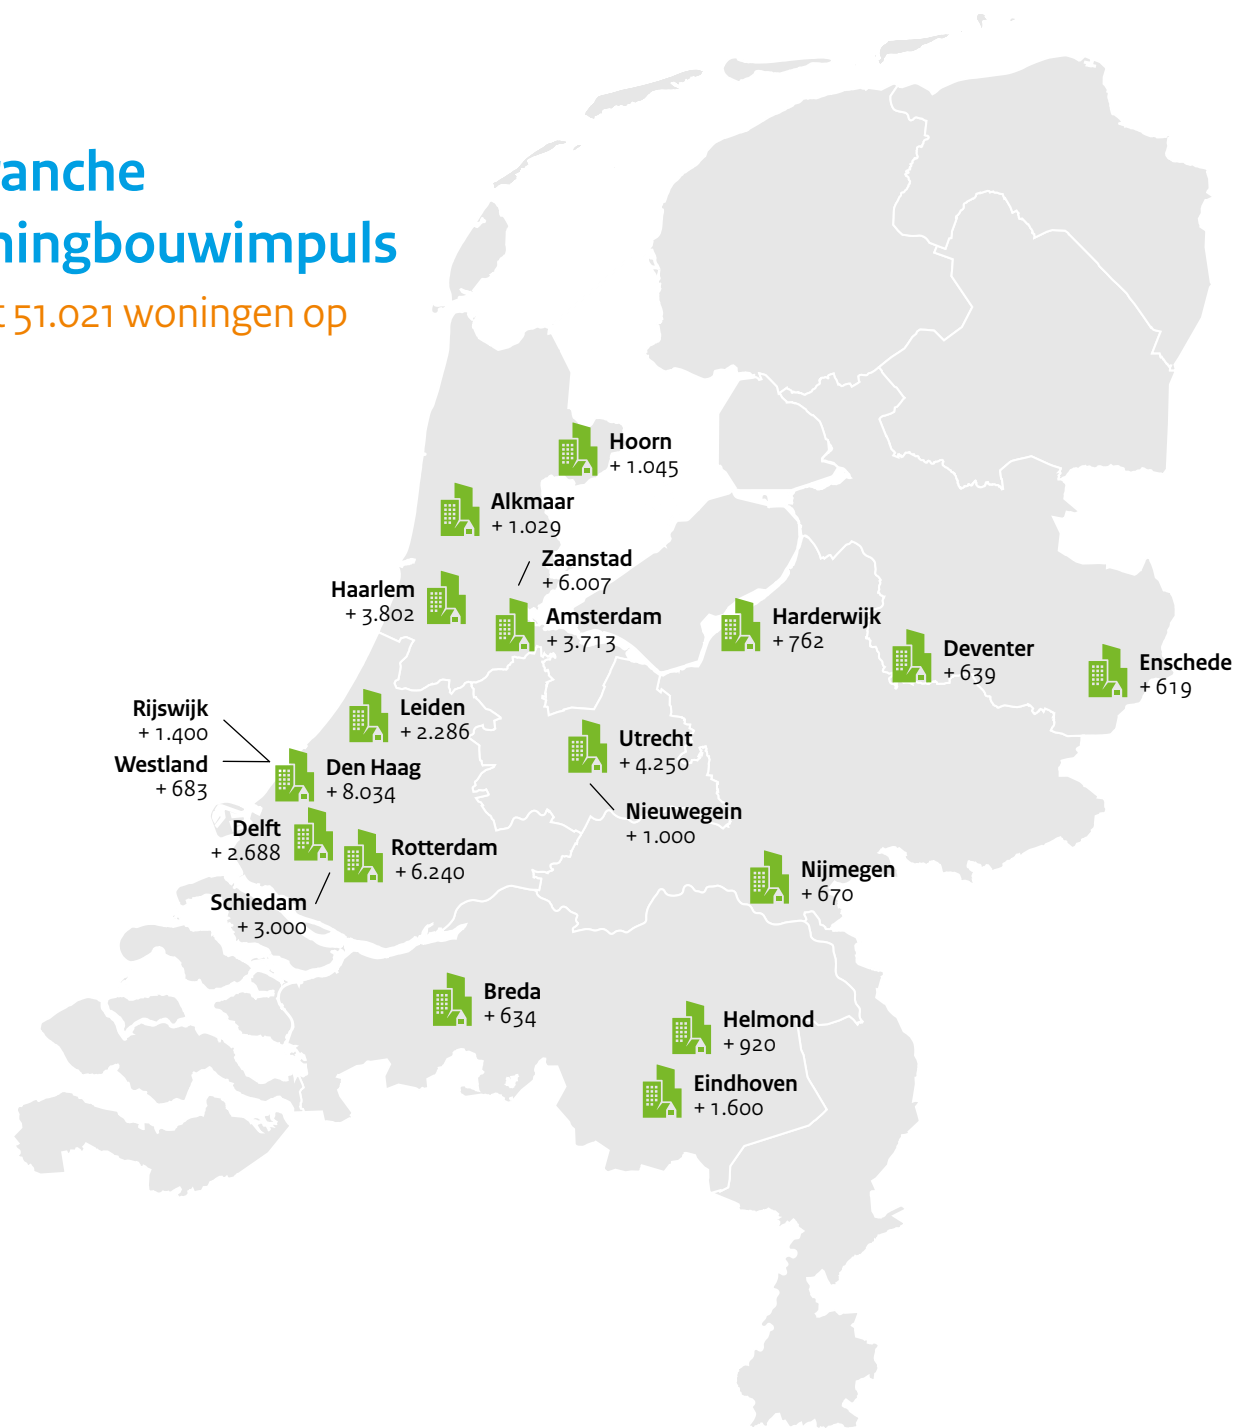 anche
ningbouwimpuls
t 51.021 woningen op
Hoorn
+ 1.045
Alkmaar
+ 1.029
Zaanstad
+ 6.007
Haarlem
+ 3.802
Amsterdam
+ 3.713
Harderwijk
+ 762
Deventer
+ 639
Enschede
+ 619
Rijswijk
+ 1.400
Leiden
+ 2.286
Westland
+ 683
Den Haag
+ 8.034
Utrecht
+ 4.250
Nieuwegein
+ 1.000
Delft
+ 2.688
Rotterdam
+ 6.240
Schiedam
+ 3.000
Nijmegen
+ 670
Breda
+ 634
Helmond
+ 920
Eindhoven
+ 1.600